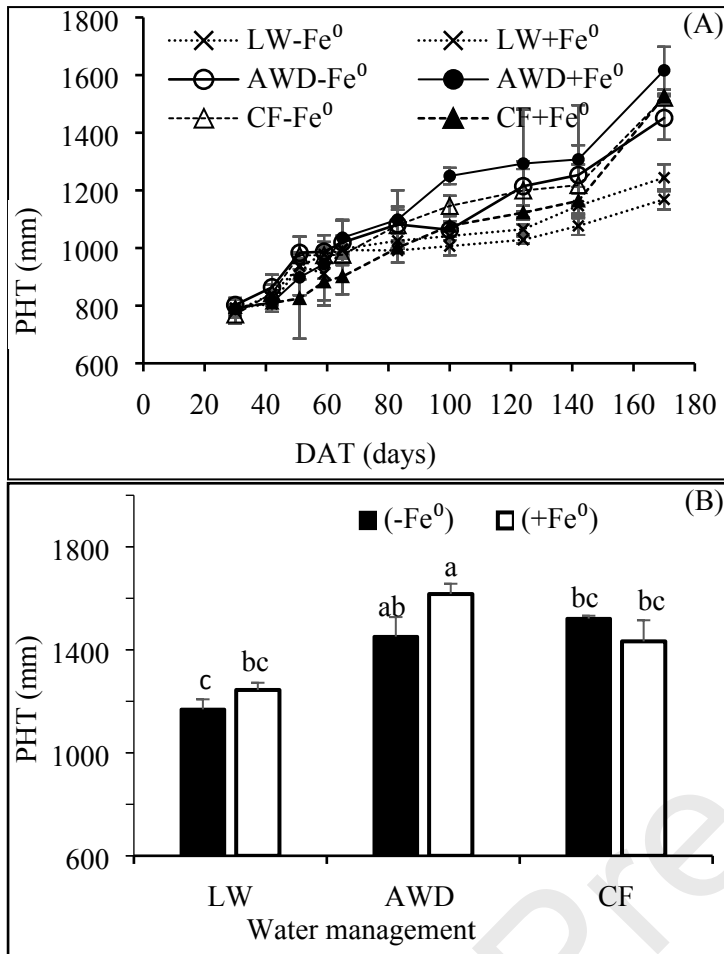 (A)
LW-Fe⁰ LW+Fe⁰
AWD-Fe⁰ AWD+Fe⁰
CF-Fe⁰ CF+Fe⁰
PHT (mm)
1800
1600
1400
1200
1000
800
600
0 20 40 60 80 100 120 140 160 180
DAT (days)
(B)
(-Fe⁰) (+Fe⁰)
PHT (mm)
1800
1400
1000
600
c bc ab a bc bc
LW AWD CF
Water management
Pre